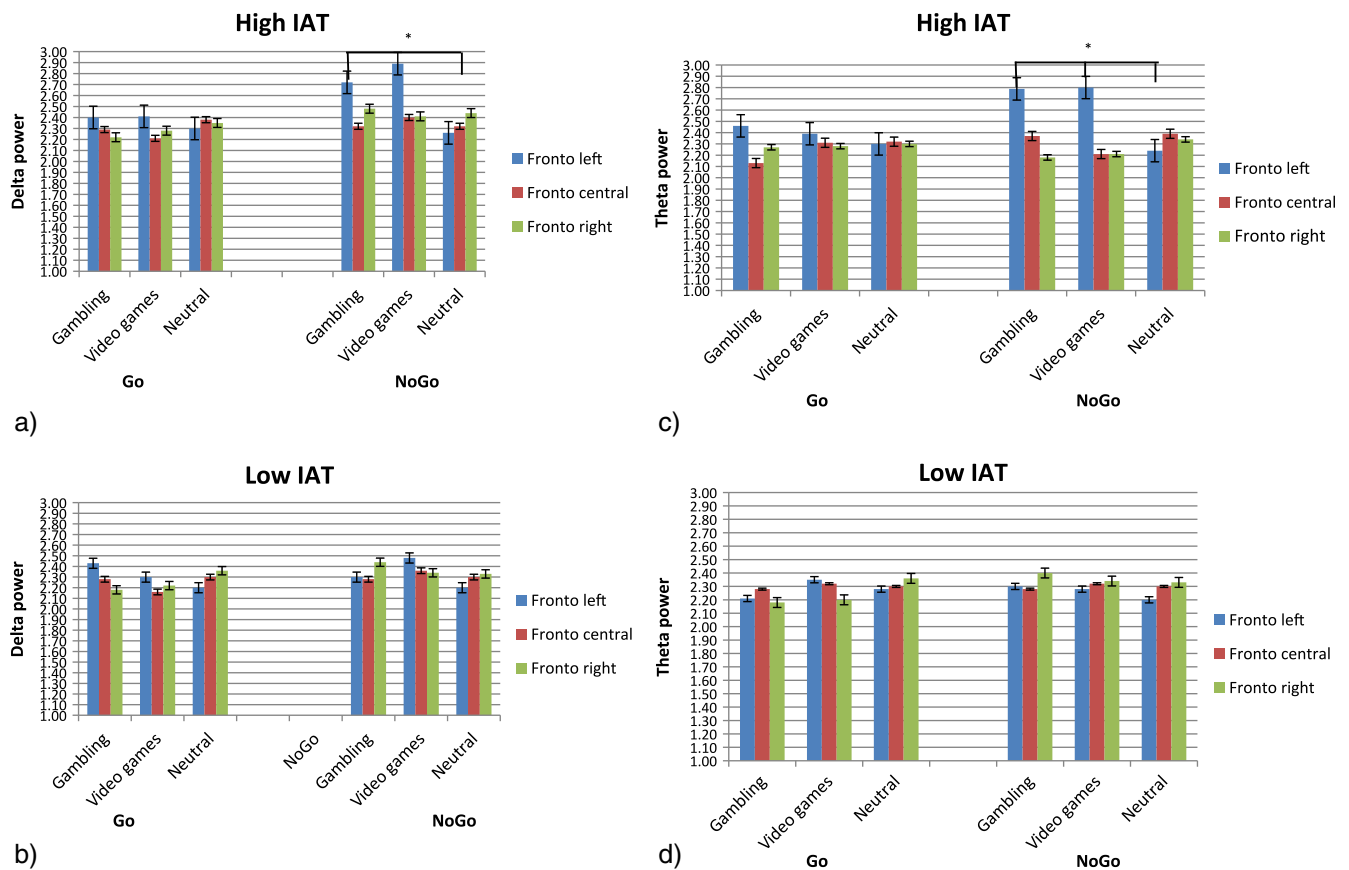 High IAT
*
3.00
2.90
2.80
2.70
2.60
2.50
2.40
2.30
2.20
2.10
2.00
1.90
1.80
1.70
1.60
1.50
1.40
1.30
1.20
1.10
1.00
Delta power
Gambling
Video games
Neutral
Gambling
Video games
Neutral
Go
NoGo
Fronto left
Fronto central
Fronto right
a)
High IAT
*
3.00
2.90
2.80
2.70
2.60
2.50
2.40
2.30
2.20
2.10
2.00
1.90
1.80
1.70
1.60
1.50
1.40
1.30
1.20
1.10
1.00
Theta power
Gambling
Video games
Neutral
Gambling
Video games
Neutral
Go
NoGo
Fronto left
Fronto central
Fronto right
c)
Low IAT
3.00
2.90
2.80
2.70
2.60
2.50
2.40
2.30
2.20
2.10
2.00
1.90
1.80
1.70
1.60
1.50
1.40
1.30
1.20
1.10
1.00
Delta power
Gambling
Video games
Neutral
NoGo
Gambling
Video games
Neutral
Go
NoGo
Fronto left
Fronto central
Fronto right
b)
Low IAT
3.00
2.90
2.80
2.70
2.60
2.50
2.40
2.30
2.20
2.10
2.00
1.90
1.80
1.70
1.60
1.50
1.40
1.30
1.20
1.10
1.00
Theta power
Gambling
Video games
Neutral
Gambling
Video games
Neutral
Go
NoGo
Fronto left
Fronto central
Fronto right
d)